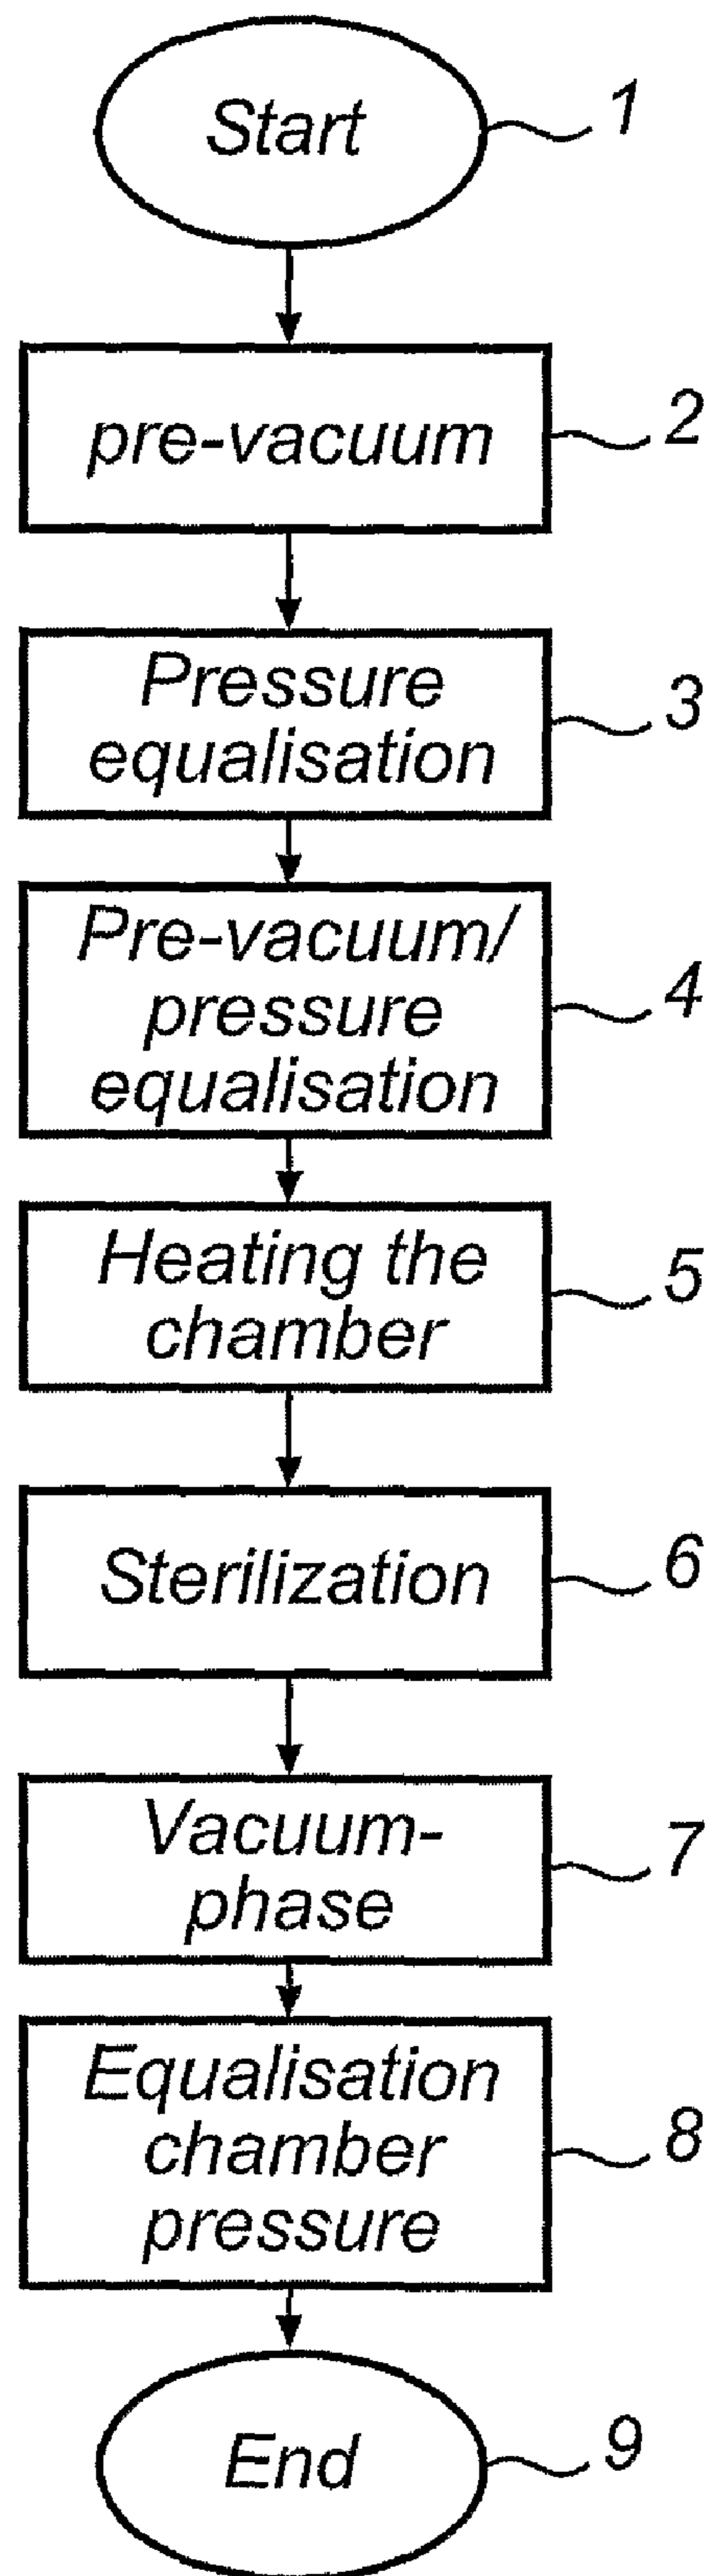 Start
1
pre-vacuum
2
Pressure
equalisation
3
Pre-vacuum/
pressure
equalisation
4
Heating the
chamber
5
Sterilization
6
Vacuum-
phase
7
Equalisation
chamber
pressure
8
End
9